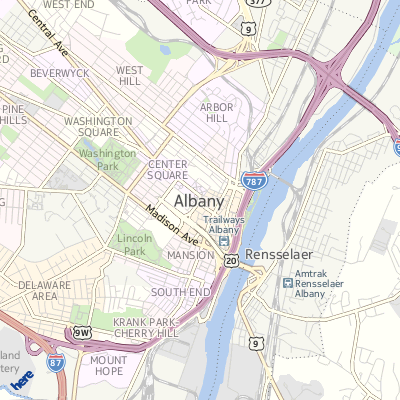 WEST END
377
9
Central Ave
BEVERWYCK
WEST
HILL
PARK
ARBOR
HILL
PINE
HILLS
WASHINGTON
SQUARE
Washington
Park
CENTER
SQUARE
787
Albany
Madison Ave
Trailways
Albany
Lincoln
Park
MANSION
20
Rensselaer
Amtrak
Rensselaer
Albany
DELAWARE
AREA
SOUTH END
KRANK PARK-
CHERRY HILL
9W
87
MOUNT
HOPE
9
land
tery
here